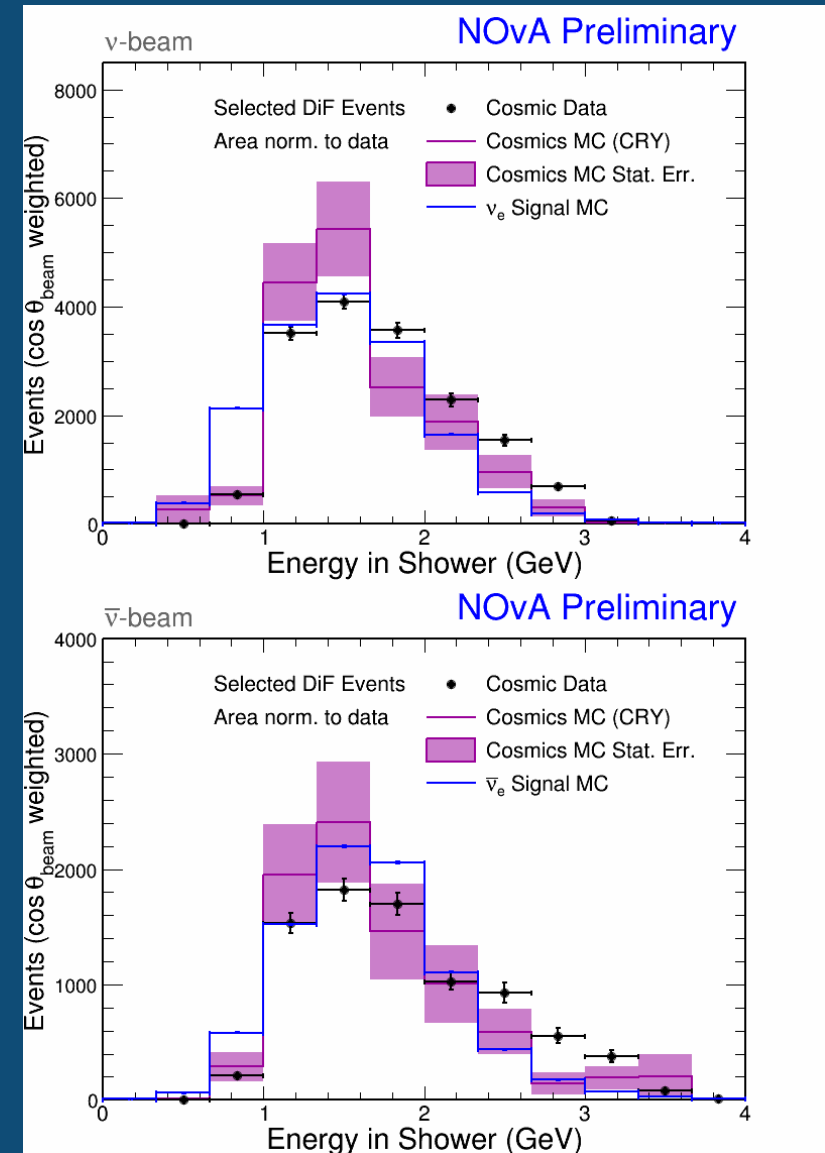 ν-beam
NOvA Preliminary
8000
6000
4000
2000
0
Events (cos θbeam weighted)
Selected DiF Events
Area norm. to data
Cosmic Data
Cosmics MC (CRY)
Cosmics MC Stat. Err.
νe Signal MC
0 1 2 3 4
Energy in Shower (GeV)
ν̅-beam
NOvA Preliminary
4000
3000
2000
1000
0
Events (cos θbeam weighted)
Selected DiF Events
Area norm. to data
Cosmic Data
Cosmics MC (CRY)
Cosmics MC Stat. Err.
ν̅e Signal MC
0 1 2 3 4
Energy in Shower (GeV)